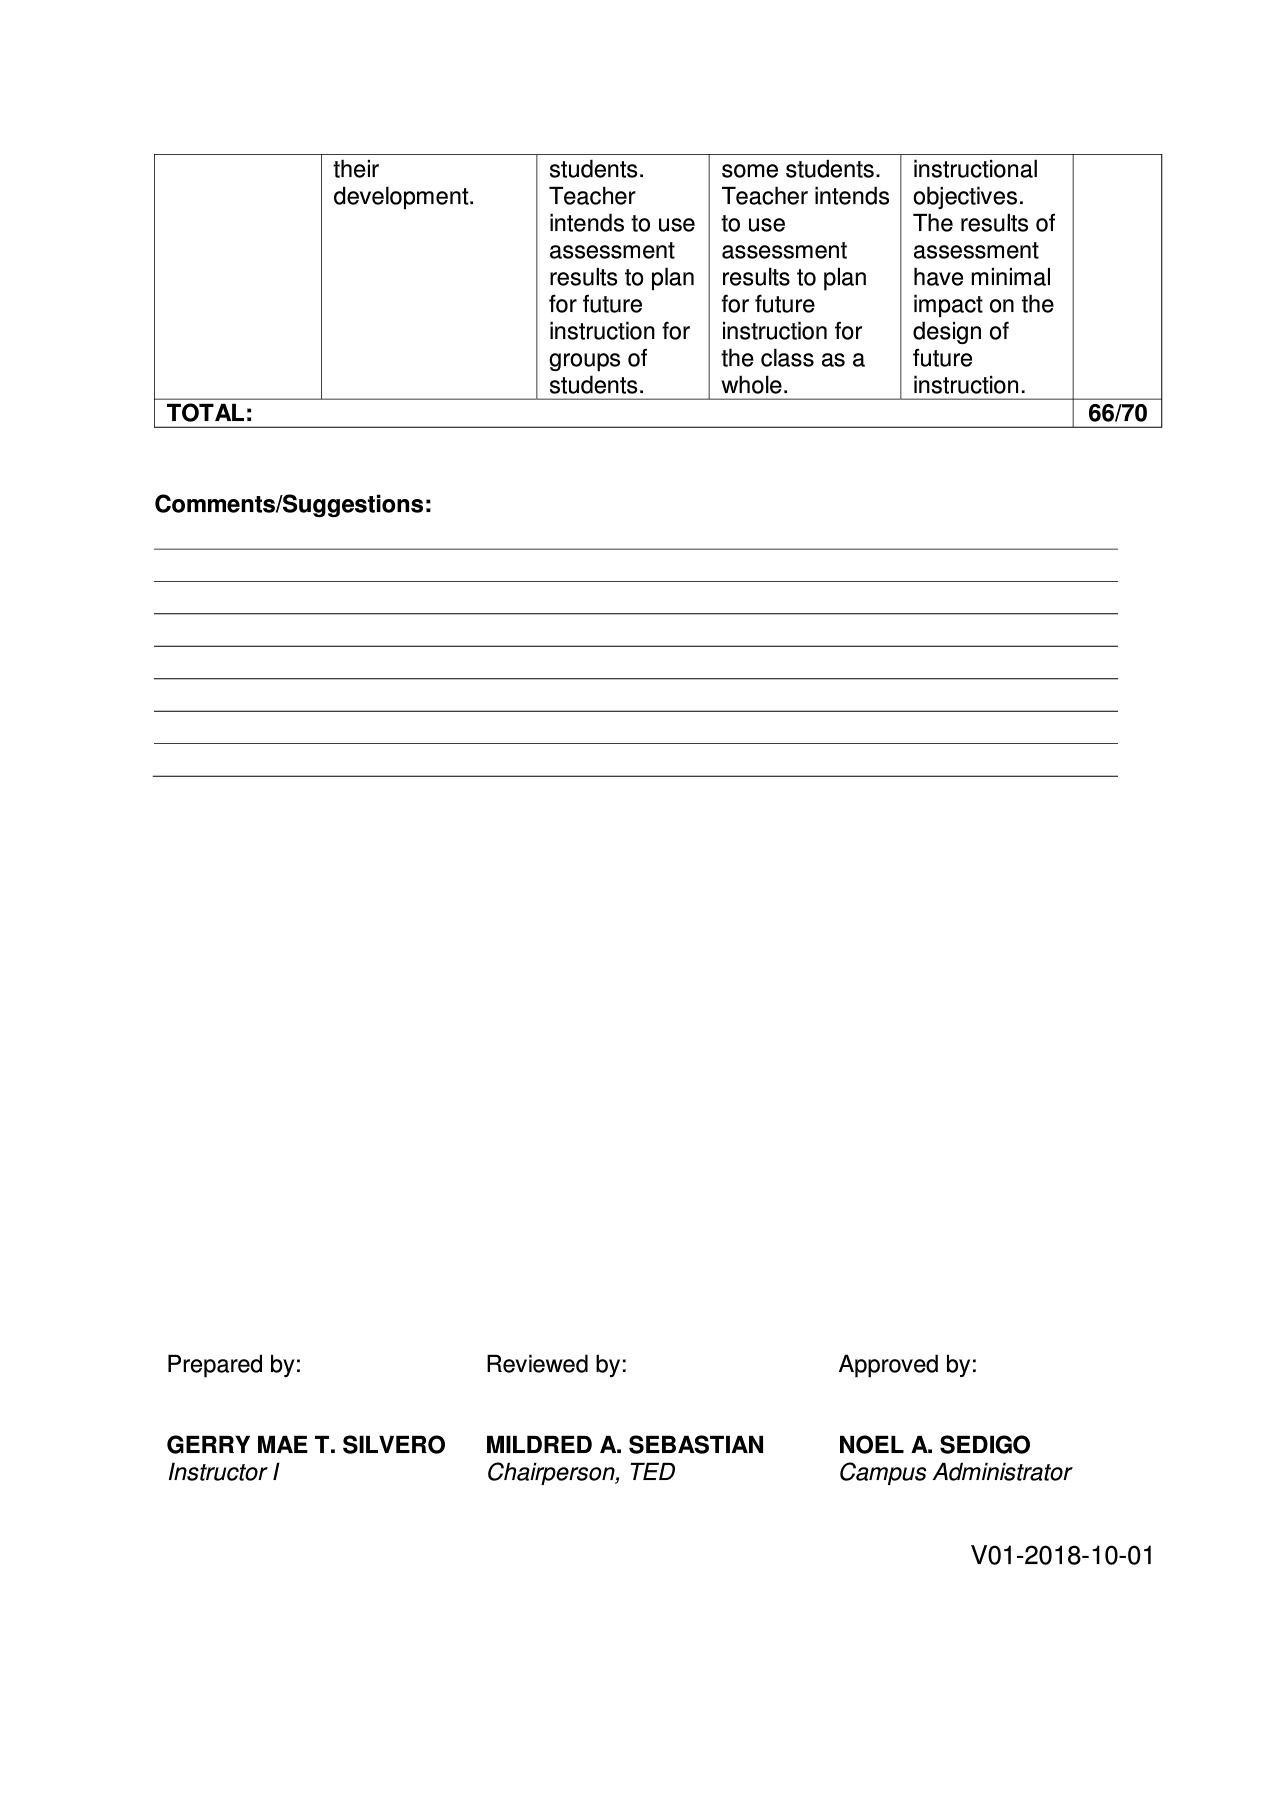 their
development.
students.
Teacher
intends to use
assessment
results to plan
for future
instruction for
groups of
students.
some students.
Teacher intends
to use
assessment
results to plan
for future
instruction for
the class as a
whole.
instructional
objectives.
The results of
assessment
have minimal
impact on the
design of
future
instruction.
TOTAL: 66/70
Comments/Suggestions:
Prepared by: Reviewed by: Approved by:
GERRY MAE T. SILVERO MILDRED A. SEBASTIAN NOEL A. SEDIGO
Instructor I Chairperson, TED Campus Administrator
V01-2018-10-01